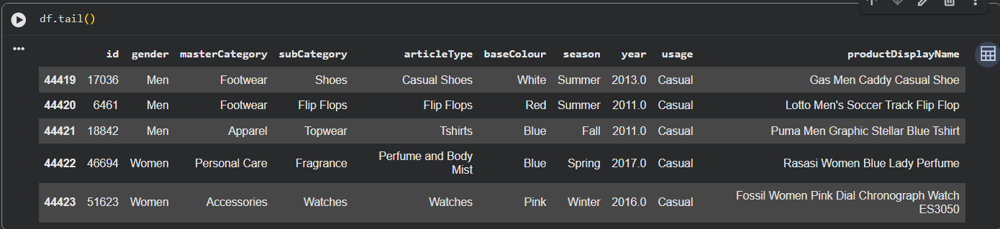 df.tail()
id gender masterCategory subCategory articleType baseColour season year usage productDisplayName
44419 17036 Men Footwear Shoes Casual Shoes White Summer 2013.0 Casual Gas Men Caddy Casual Shoe
44420 6461 Men Footwear Flip Flops Flip Flops Red Summer 2011.0 Casual Lotto Men's Soccer Track Flip Flop
44421 18842 Men Apparel Topwear Tshirts Blue Fall 2011.0 Casual Puma Men Graphic Stellar Blue Tshirt
44422 46694 Women Personal Care Fragrance Perfume and Body Mist Blue Spring 2017.0 Casual Rasasi Women Blue Lady Perfume
44423 51623 Women Accessories Watches Watches Pink Winter 2016.0 Casual Fossil Women Pink Dial Chronograph Watch ES3050